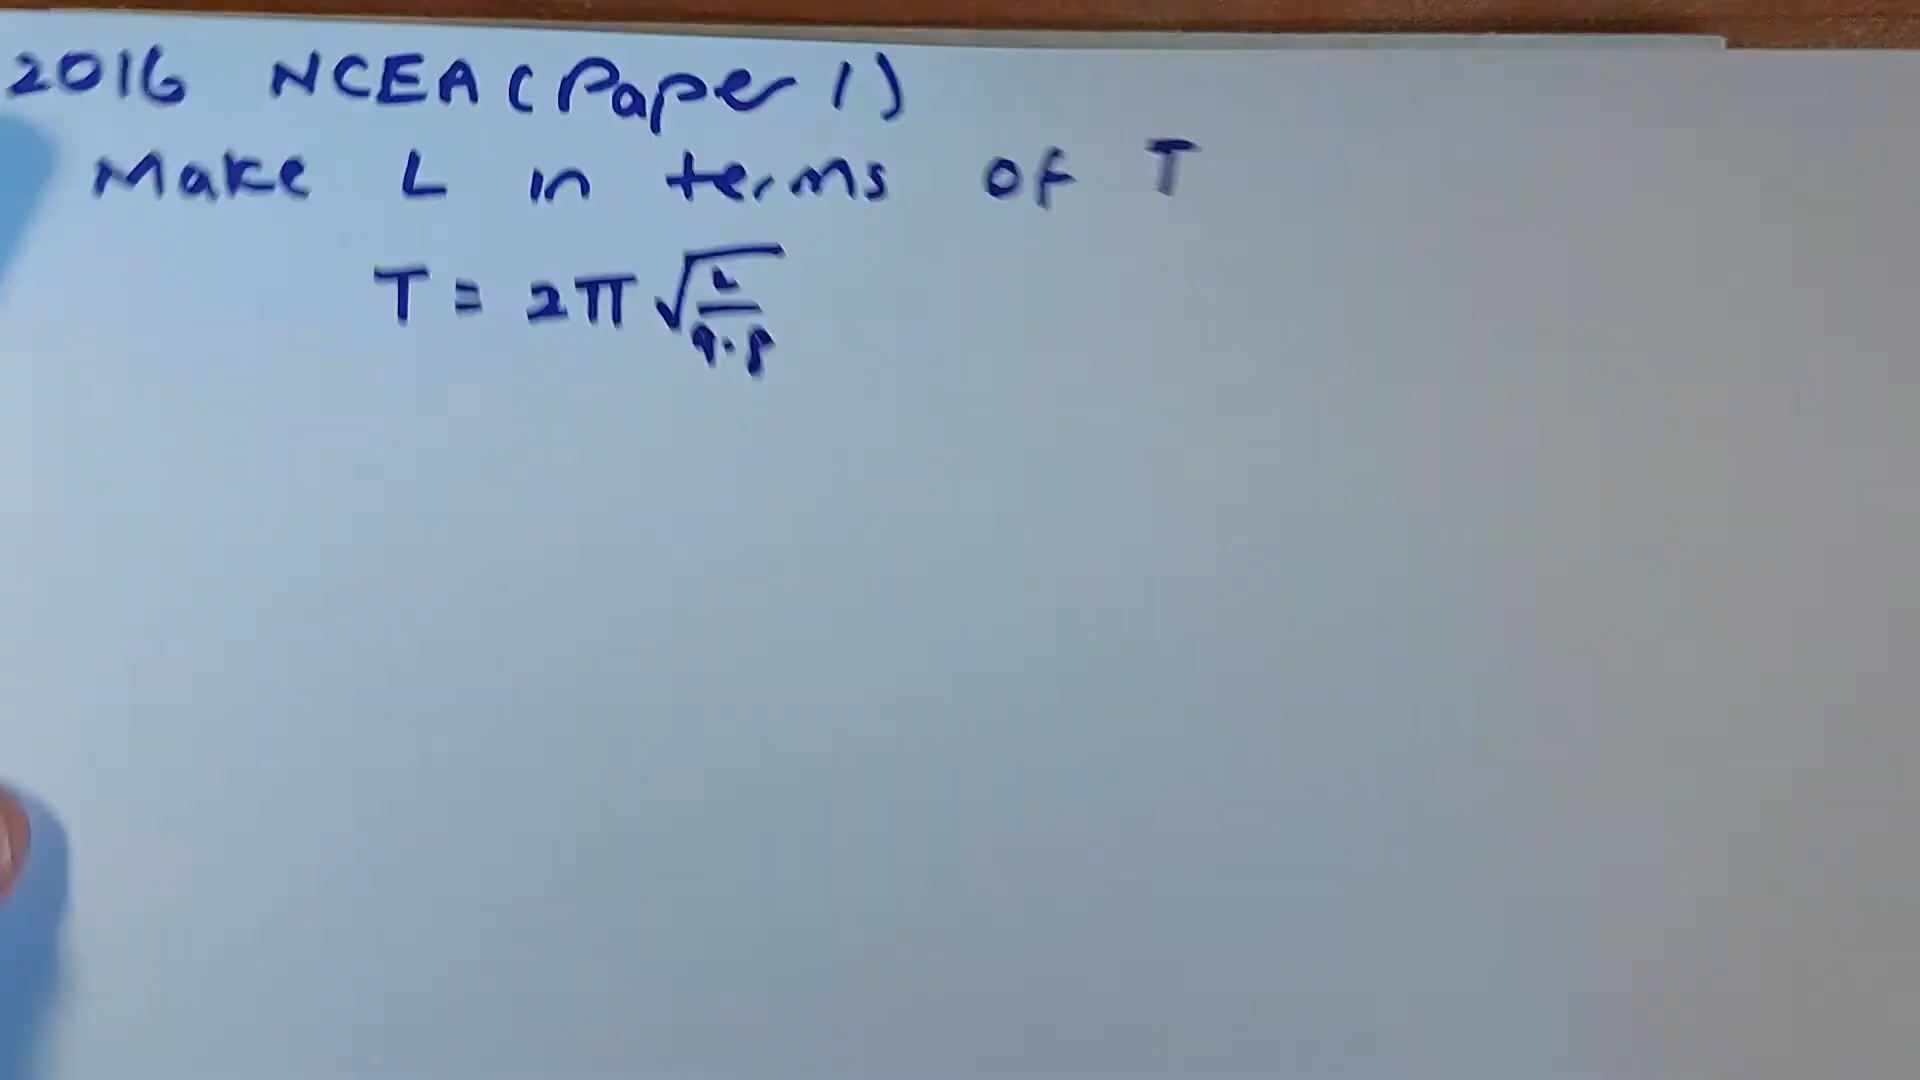 2016 NCEA (Paper 1)
Make L in terms of T
T = 2π √(L/9.8)